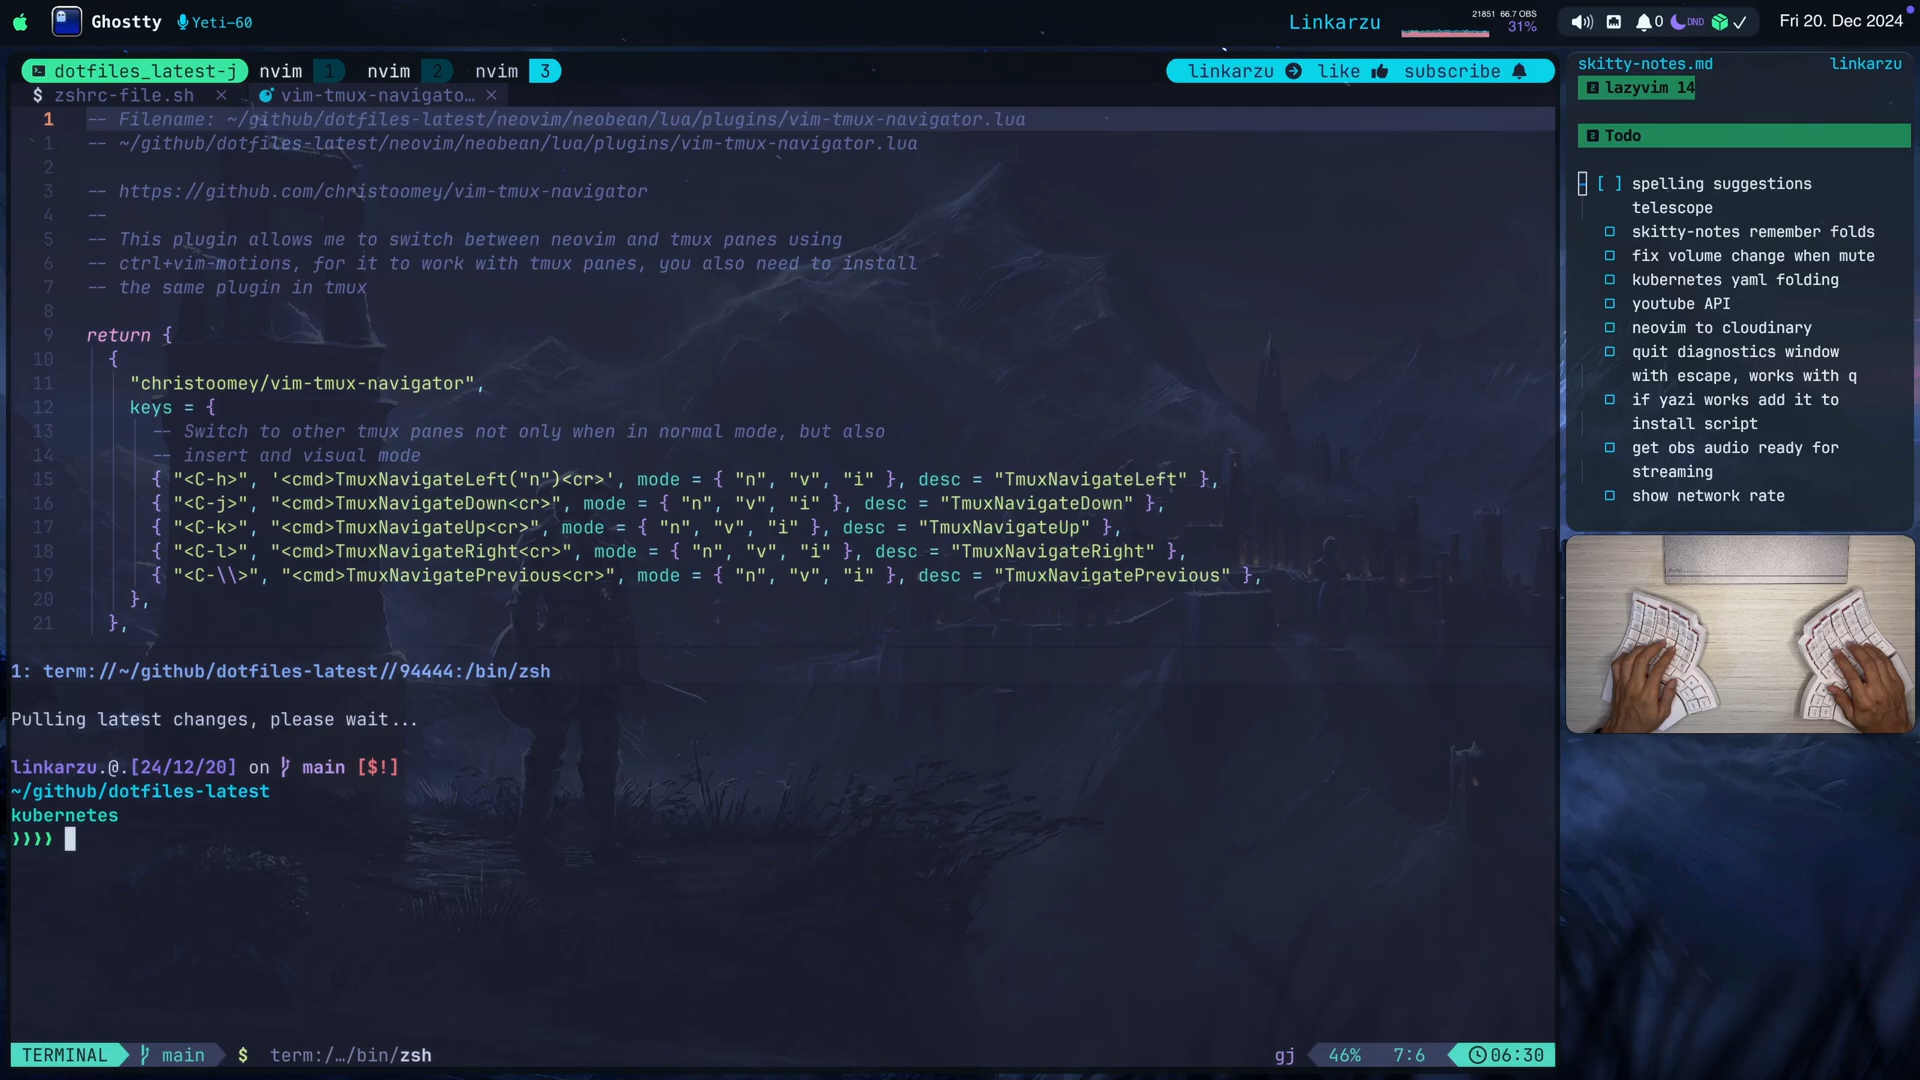 Ghostty Yeti-60
Linkarzu 21851 66.7 OBS 31% 0 DND Fri 20. Dec 2024
dotfiles_latest-j nvim 1 nvim 2 nvim 3 linkarzu like subscribe
$ zshrc-file.sh × vim-tmux-navigato… ×
1 -- Filename: ~/github/dotfiles-latest/neovim/neobean/lua/plugins/vim-tmux-navigator.lua
1 -- ~/github/dotfiles-latest/neovim/neobean/lua/plugins/vim-tmux-navigator.lua
2
3 -- https://github.com/christoomey/vim-tmux-navigator
4 --
5 -- This plugin allows me to switch between neovim and tmux panes using
6 -- ctrl+vim-motions, for it to work with tmux panes, you also need to install
7 -- the same plugin in tmux
8
9 return {
10 {
11 "christoomey/vim-tmux-navigator",
12 keys = {
13 -- Switch to other tmux panes not only when in normal mode, but also
14 -- insert and visual mode
15 { "<C-h>", '<cmd>TmuxNavigateLeft("n")<cr>', mode = { "n", "v", "i" }, desc = "TmuxNavigateLeft" },
16 { "<C-j>", "<cmd>TmuxNavigateDown<cr>", mode = { "n", "v", "i" }, desc = "TmuxNavigateDown" },
17 { "<C-k>", "<cmd>TmuxNavigateUp<cr>", mode = { "n", "v", "i" }, desc = "TmuxNavigateUp" },
18 { "<C-l>", "<cmd>TmuxNavigateRight<cr>", mode = { "n", "v", "i" }, desc = "TmuxNavigateRight" },
19 { "<C-\\>", "<cmd>TmuxNavigatePrevious<cr>", mode = { "n", "v", "i" }, desc = "TmuxNavigatePrevious" },
20 },
21 },
1: term://~/github/dotfiles-latest//94444:/bin/zsh
Pulling latest changes, please wait...
linkarzu.@.[24/12/20] on main [$!]
~/github/dotfiles-latest
kubernetes
❯❯❯❯
TERMINAL main $ term:/…/bin/zsh gj 46% 7:6 06:30
skitty-notes.md linkarzu
2 lazyvim 14
2 Todo
- [ ] spelling suggestions
telescope
skitty-notes remember folds
fix volume change when mute
kubernetes yaml folding
youtube API
neovim to cloudinary
quit diagnostics window
with escape, works with q
if yazi works add it to
install script
get obs audio ready for
streaming
show network rate